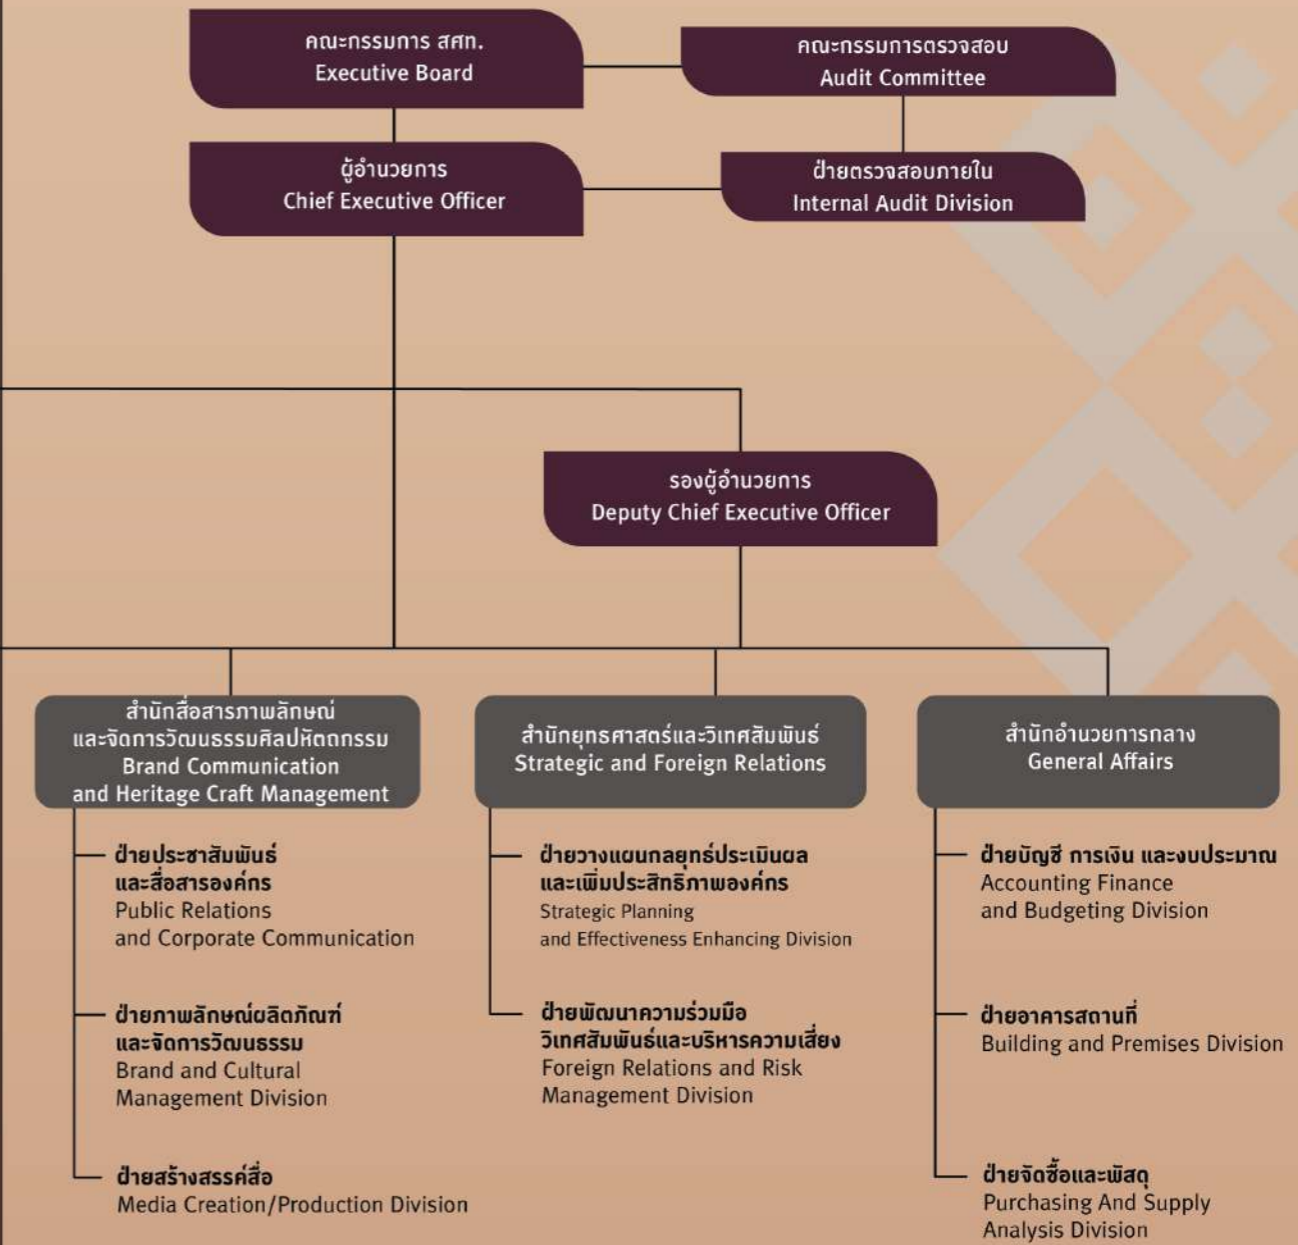 คณะกรรมการ สศท.
Executive Board
คณะกรรมการตรวจสอบ
Audit Committee
ผู้อำนวยการ
Chief Executive Officer
ฝ่ายตรวจสอบภายใน
Internal Audit Division
รองผู้อำนวยการ
Deputy Chief Executive Officer
สำนักสื่อสารภาพลักษณ์
และจัดการวัฒนธรรมศิลปหัตถกรรม
Brand Communication
and Heritage Craft Management
ฝ่ายประชาสัมพันธ์
และสื่อสารองค์กร
Public Relations
and Corporate Communication
ฝ่ายภาพลักษณ์ผลิตภัณฑ์
และจัดการวัฒนธรรม
Brand and Cultural
Management Division
ฝ่ายสร้างสรรค์สื่อ
Media Creation/Production Division
สำนักยุทธศาสตร์และวิเทศสัมพันธ์
Strategic and Foreign Relations
ฝ่ายวางแผนกลยุทธ์ประเมินผล
และเพิ่มประสิทธิภาพองค์กร
Strategic Planning
and Effectiveness Enhancing Division
ฝ่ายพัฒนาความร่วมมือ
วิเทศสัมพันธ์และบริหารความเสี่ยง
Foreign Relations and Risk
Management Division
สำนักอำนวยการกลาง
General Affairs
ฝ่ายบัญชี การเงิน และงบประมาณ
Accounting Finance
and Budgeting Division
ฝ่ายอาคารสถานที่
Building and Premises Division
ฝ่ายจัดซื้อและพัสดุ
Purchasing And Supply
Analysis Division